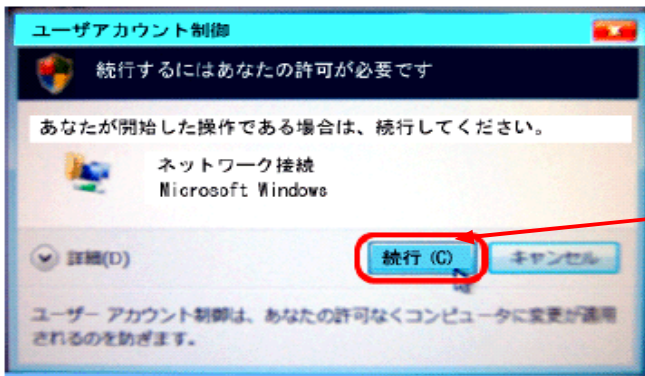 ユーザアカウント制御
続行するにはあなたの許可が必要です
あなたが開始した操作である場合は、続行してください。
ネットワーク接続
Microsoft Windows
詳細(D)
続行 (C)
キャンセル
ユーザー アカウント制御は、あなたの許可なくコンピュータに変更が適用
されるのを防ぎます。